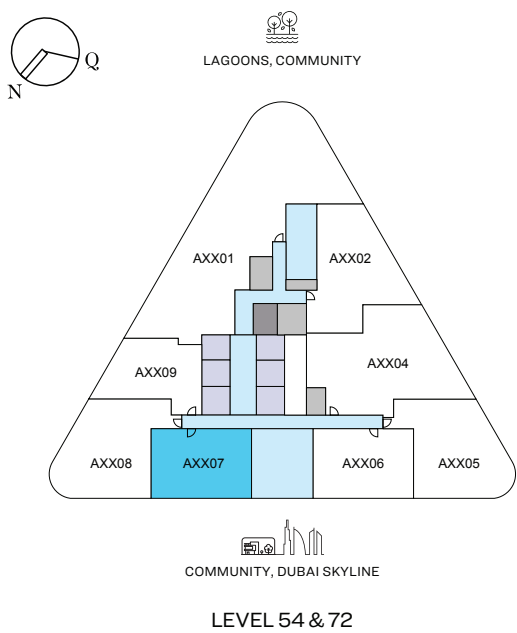 LAGOONS, COMMUNITY
Q
N
AXX01
AXX02
AXX04
AXX09
AXX08
AXX07
AXX06
AXX05
COMMUNITY, DUBAI SKYLINE
LEVEL 54 & 72